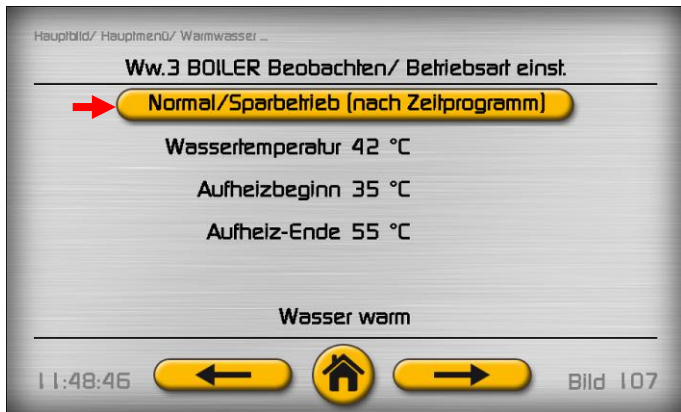 Hauptbild/ Hauptmenü/ Warmwasser ...
Ww.3 BOILER Beobachten/ Betriebsart einst.
Normal/Sparbetrieb (nach Zeitprogramm)
Wassertemperatur 42 °C
Aufheizbeginn 35 °C
Aufheiz-Ende 55 °C
Wasser warm
11:48:46 Bild 107